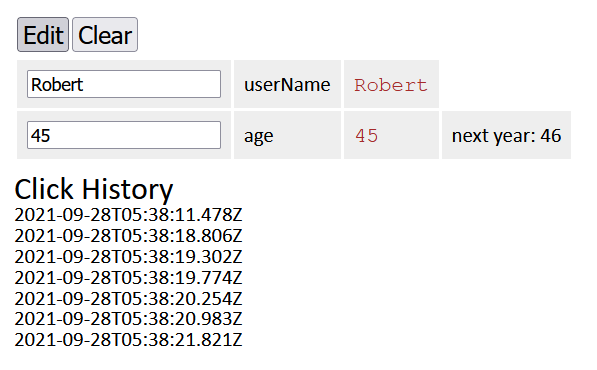 Edit Clear
Robert userName Robert
45 age 45 next year: 46
Click History
2021-09-28T05:38:11.478Z
2021-09-28T05:38:18.806Z
2021-09-28T05:38:19.302Z
2021-09-28T05:38:19.774Z
2021-09-28T05:38:20.254Z
2021-09-28T05:38:20.983Z
2021-09-28T05:38:21.821Z